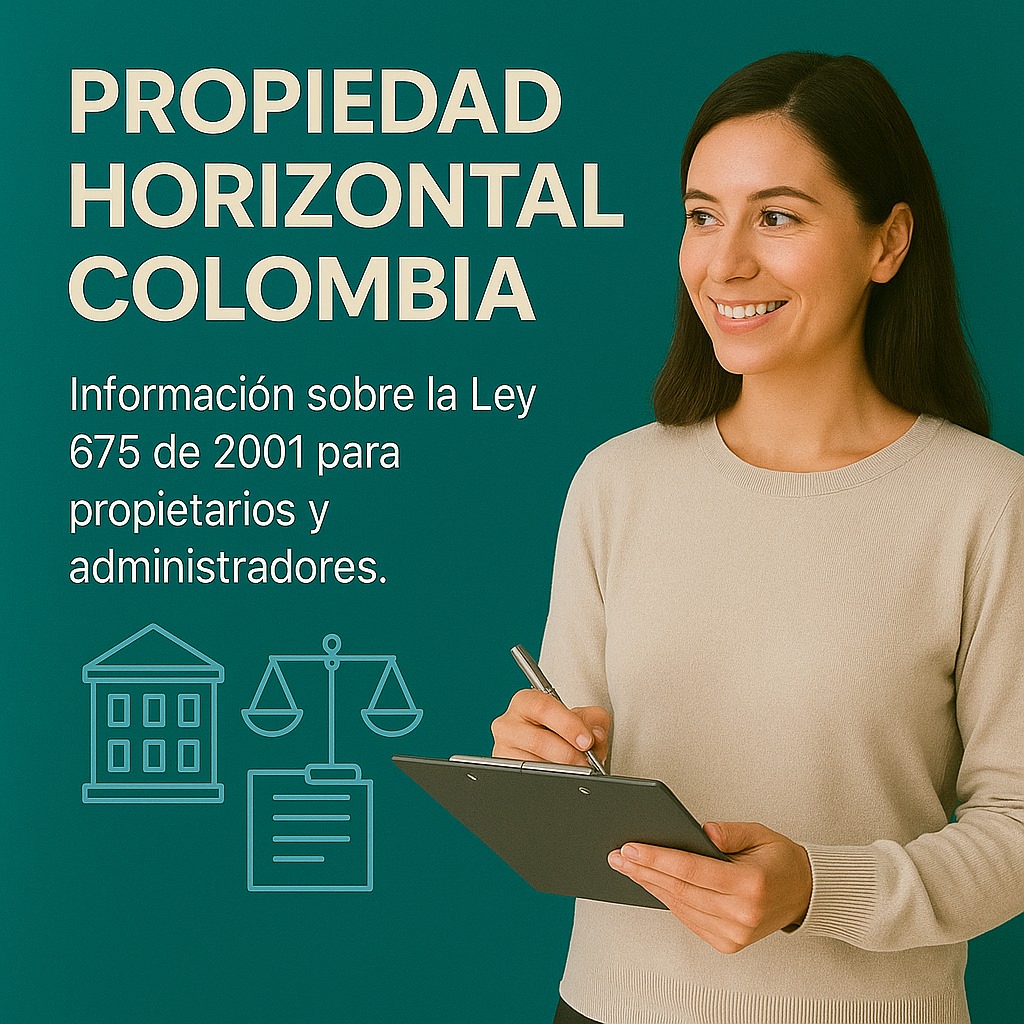 PROPIEDAD
HORIZONTAL
COLOMBIA
Información sobre la Ley
675 de 2001 para
propietarios y
administradores.